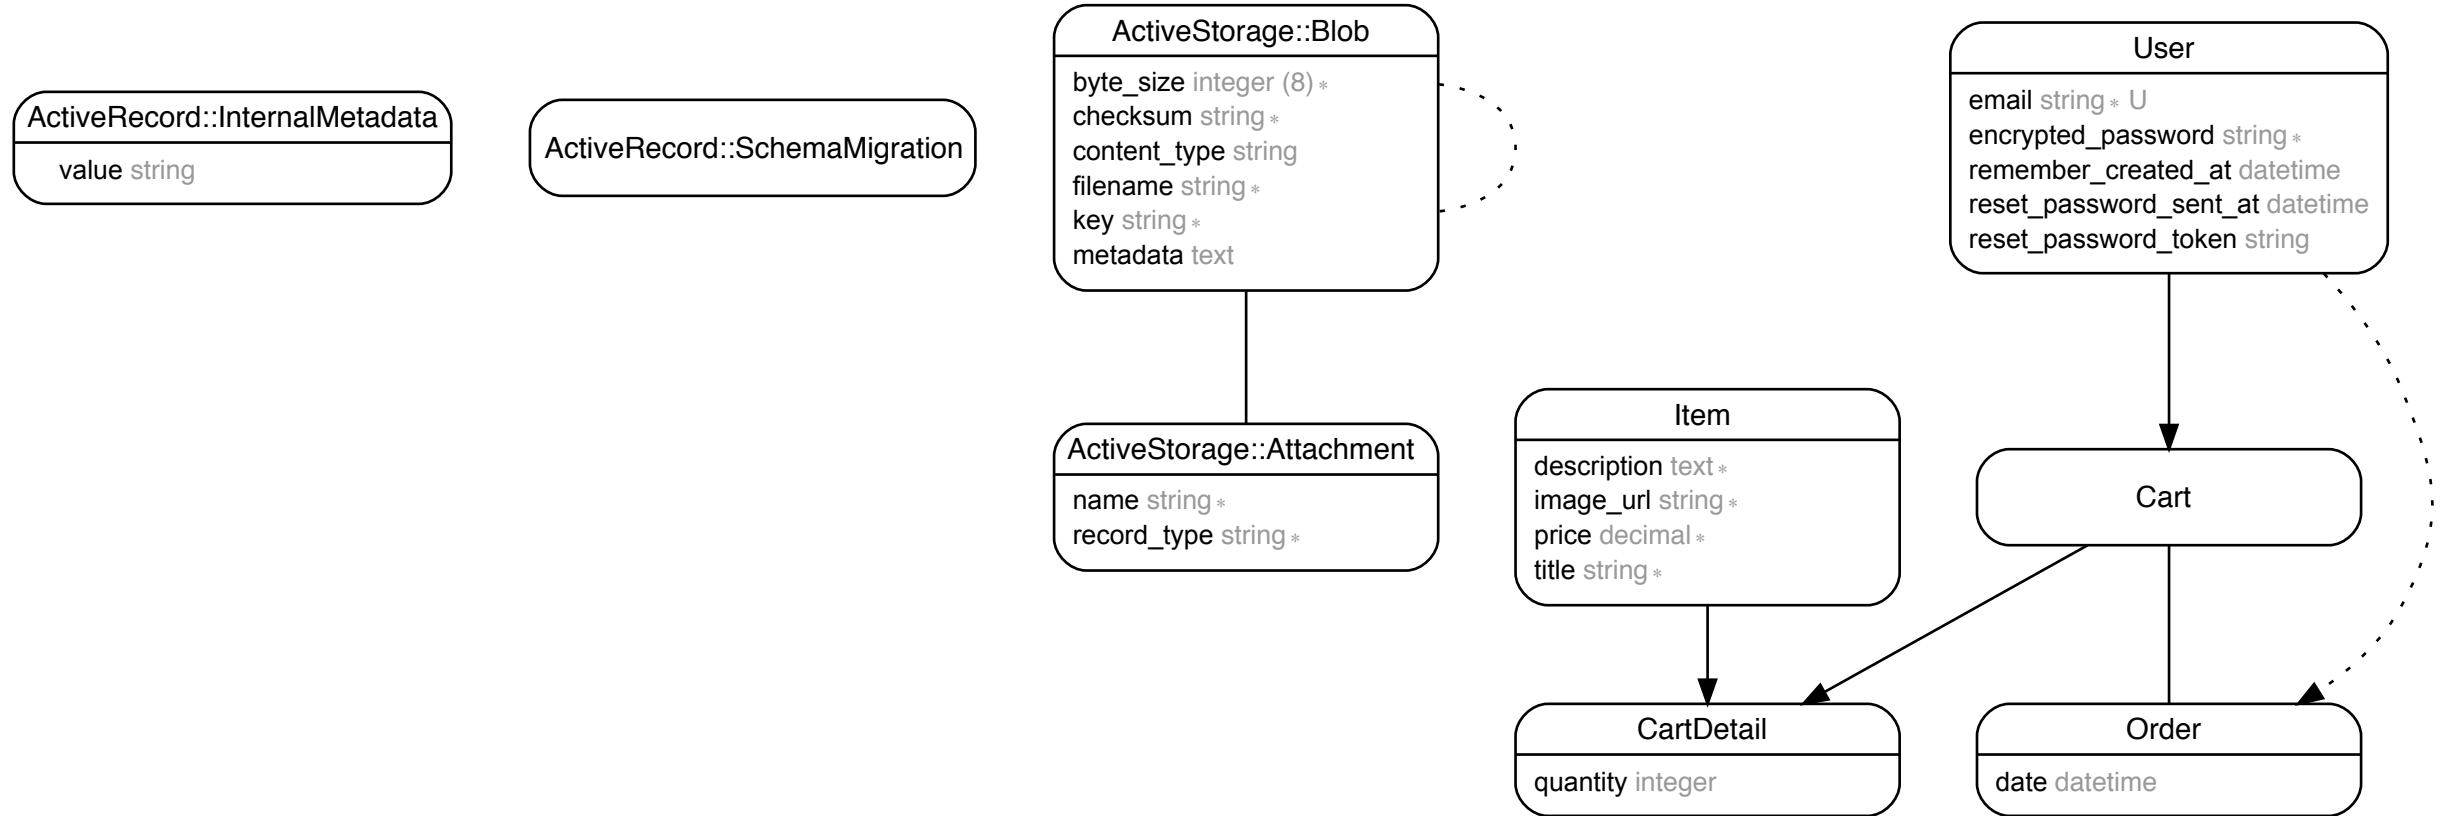 ActiveRecord::InternalMetadata
value string
ActiveRecord::SchemaMigration
ActiveStorage::Blob
byte_size integer (8) ∗
checksum string ∗
content_type string
filename string ∗
key string ∗
metadata text
ActiveStorage::Attachment
name string ∗
record_type string ∗
Item
description text ∗
image_url string ∗
price decimal ∗
title string ∗
CartDetail
quantity integer
User
email string ∗ U
encrypted_password string ∗
remember_created_at datetime
reset_password_sent_at datetime
reset_password_token string
Cart
Order
date datetime